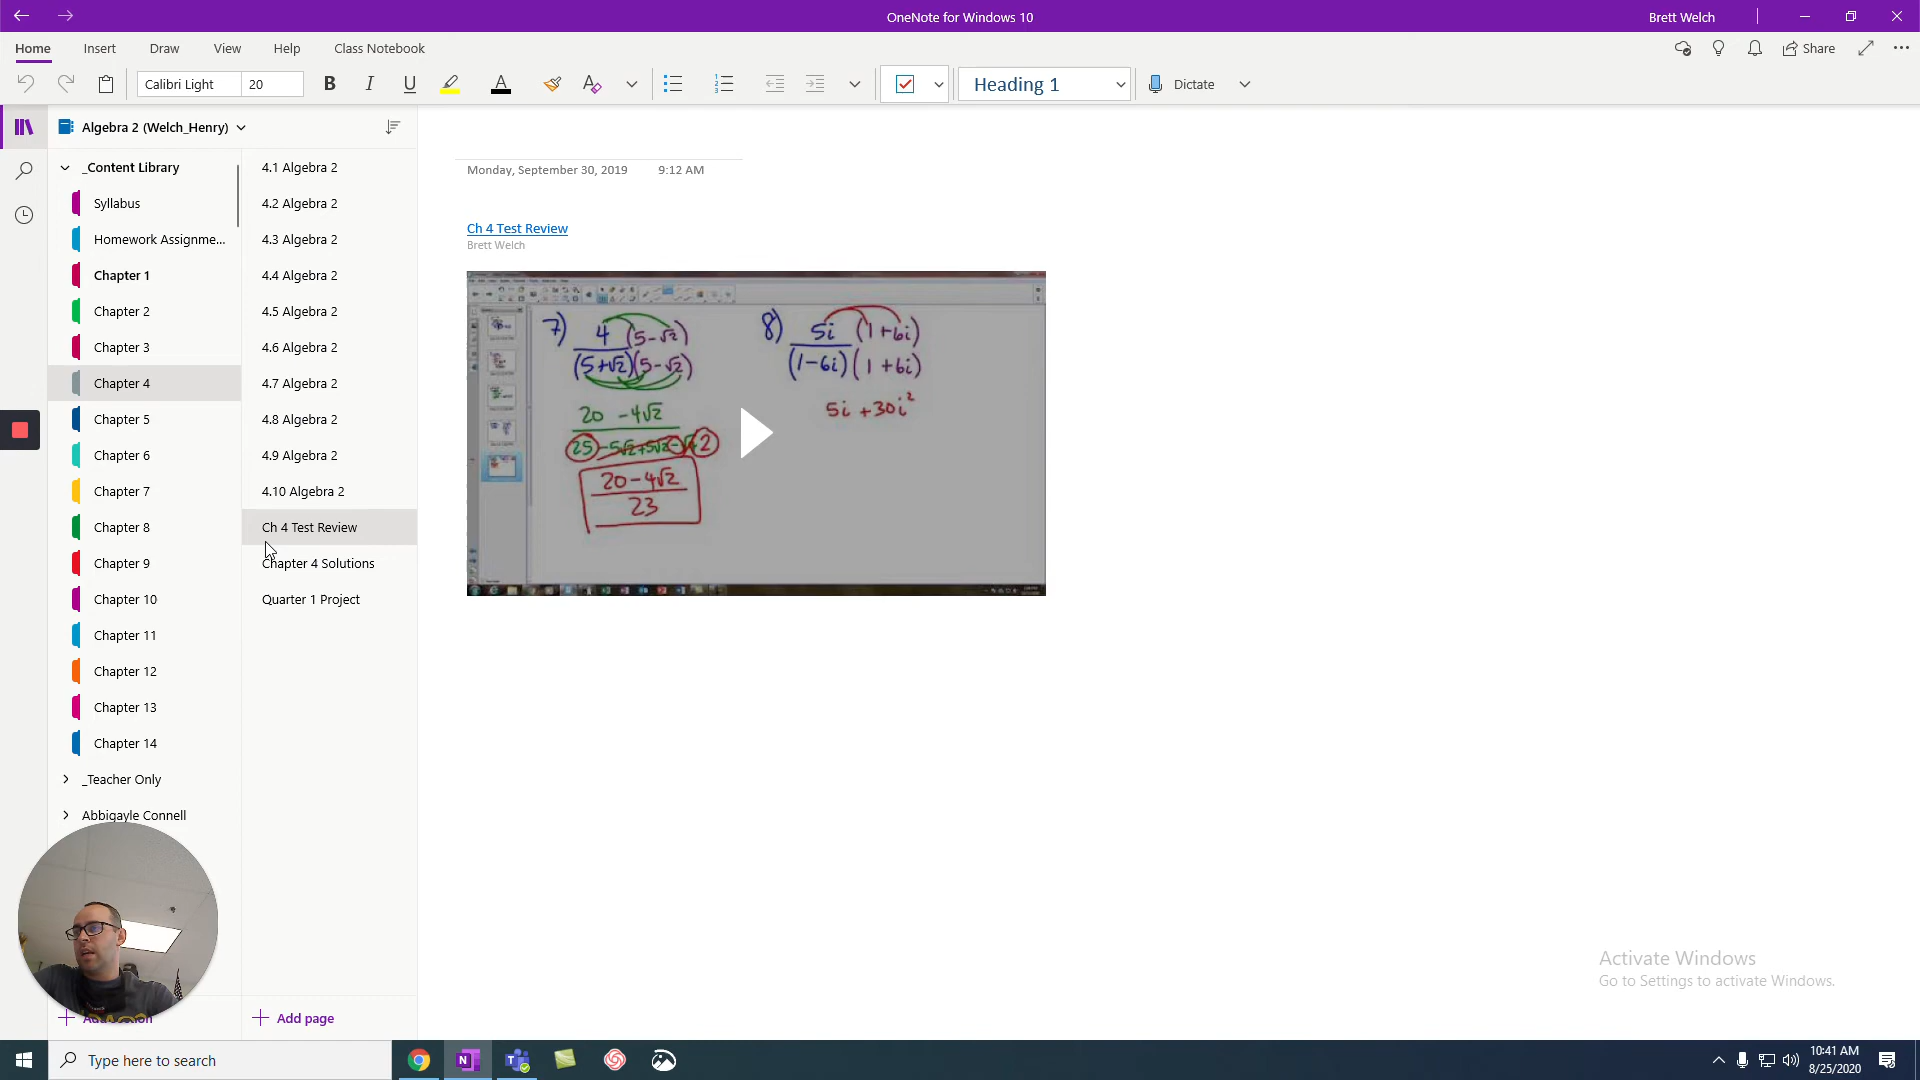 OneNote for Windows 10
Brett Welch
Home
Insert
Draw
View
Help
Class Notebook
Share
Calibri Light
20
B
I
U
A
A
Heading 1
Dictate
Algebra 2 (Welch_Henry)
_Content Library
Syllabus
Homework Assignme...
Chapter 1
Chapter 2
Chapter 3
Chapter 4
Chapter 5
Chapter 6
Chapter 7
Chapter 8
Chapter 9
Chapter 10
Chapter 11
Chapter 12
Chapter 13
Chapter 14
_Teacher Only
Abbigayle Connell
4.1 Algebra 2
4.2 Algebra 2
4.3 Algebra 2
4.4 Algebra 2
4.5 Algebra 2
4.6 Algebra 2
4.7 Algebra 2
4.8 Algebra 2
4.9 Algebra 2
4.10 Algebra 2
Ch 4 Test Review
Chapter 4 Solutions
Quarter 1 Project
Add page
Monday, September 30, 2019 9:12 AM
Ch 4 Test Review
Brett Welch
7) 4 (5-√2)
(5+√2)(5-√2)
20 -4√2
25 -5√2+5√2 - 2
20-4√2
23
8) 5i (1+6i)
(1-6i)(1+6i)
5i +30i²
Activate Windows
Go to Settings to activate Windows.
Type here to search
10:41 AM
8/25/2020